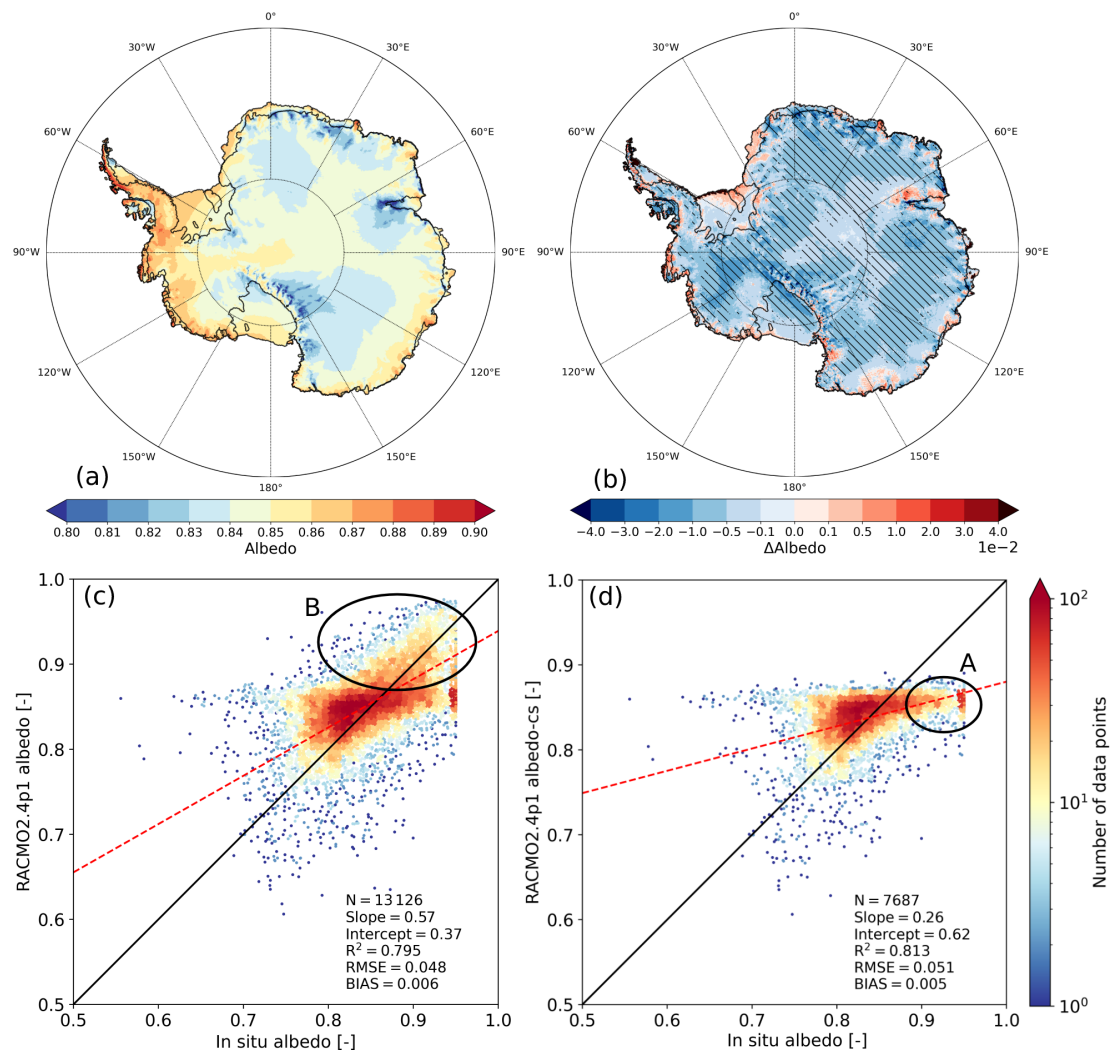 0°
30°W
30°E
60°W
60°E
90°W
90°E
120°W
120°E
150°W
150°E
180°
(a)
0.80 0.81 0.82 0.83 0.84 0.85 0.86 0.87 0.88 0.89 0.90
Albedo
0°
30°W
30°E
60°W
60°E
90°W
90°E
120°W
120°E
150°W
150°E
180°
(b)
−4.0 −3.0 −2.0 −1.0 −0.5 −0.1 0.0 0.1 0.5 1.0 2.0 3.0 4.0
ΔAlbedo
1e−2
(c)
B
1.0
0.9
0.8
0.7
0.6
0.5
RACMO2.4p1 albedo [-]
N = 13 126
Slope = 0.57
Intercept = 0.37
R² = 0.795
RMSE = 0.048
BIAS = 0.006
0.5 0.6 0.7 0.8 0.9 1.0
In situ albedo [-]
(d)
A
1.0
0.9
0.8
0.7
0.6
0.5
RACMO2.4p1 albedo-cs [-]
N = 7687
Slope = 0.26
Intercept = 0.62
R² = 0.813
RMSE = 0.051
BIAS = 0.005
0.5 0.6 0.7 0.8 0.9 1.0
In situ albedo [-]
10²
10¹
10⁰
Number of data points